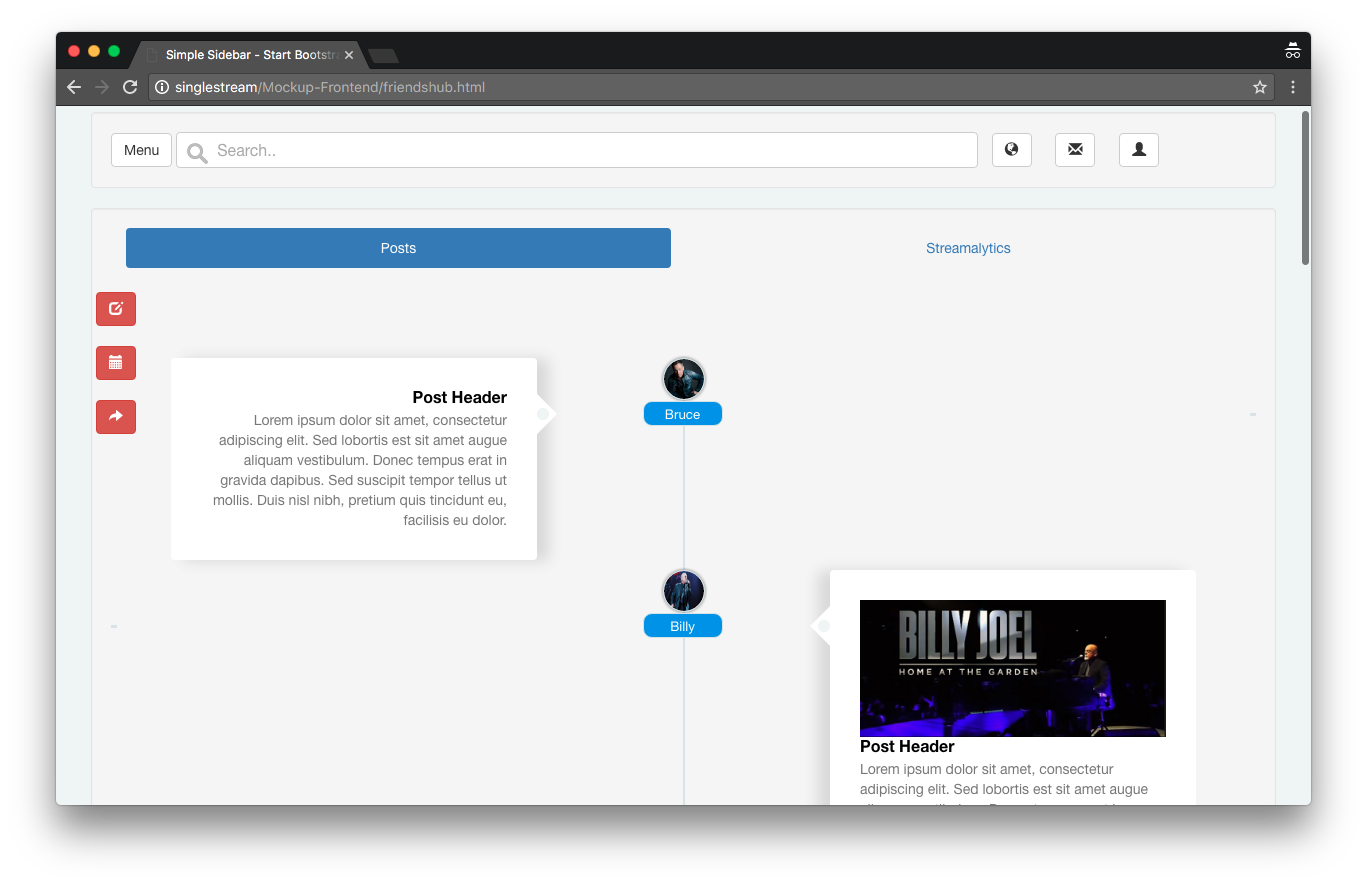 Simple Sidebar - Start Bootstra
singlestream/Mockup-Frontend/friendshub.html
Menu
Search..
Posts
Streamalytics
Post Header
Lorem ipsum dolor sit amet, consectetur
adipiscing elit. Sed lobortis est sit amet augue
aliquam vestibulum. Donec tempus erat in
gravida dapibus. Sed suscipit tempor tellus ut
mollis. Duis nisl nibh, pretium quis tincidunt eu,
facilisis eu dolor.
Bruce
Billy
BILLY JOEL
HOME AT THE GARDEN
Post Header
Lorem ipsum dolor sit amet, consectetur
adipiscing elit. Sed lobortis est sit amet augue